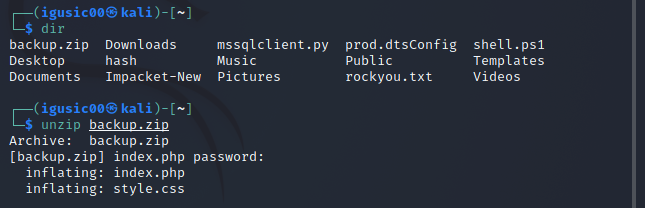 (igusic00㉿kali)-[~]
$ dir
backup.zip Downloads mssqlclient.py prod.dtsConfig shell.ps1
Desktop hash Music Public Templates
Documents Impacket-New Pictures rockyou.txt Videos
(igusic00㉿kali)-[~]
$ unzip backup.zip
Archive: backup.zip
[backup.zip] index.php password:
inflating: index.php
inflating: style.css